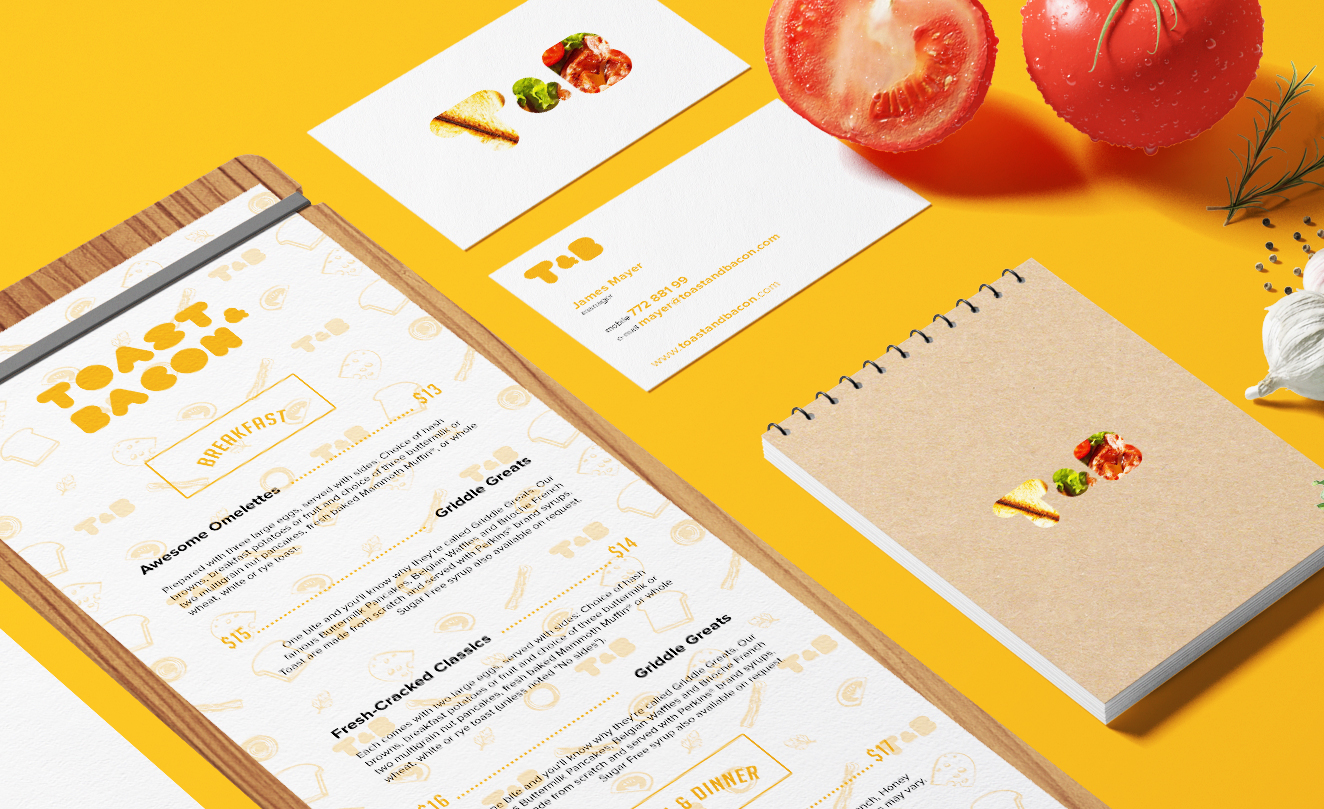 T&B
James Mayer
manager
mobile 772 881 99
e-mail mayer@toastandbacon.com
www.toastandbacon.com
TOAST &
BACON
BREAKFAST
Awesome Omelettes $13
Prepared with three large eggs, served with sides: Choice of hash
browns, breakfast potatoes or fruit and choice of three buttermilk or
two multigrain nut pancakes, fresh baked Mammoth Muffin®, or whole
wheat, white or rye toast.
$15 Griddle Greats
One bite and you'll know why they're called Griddle Greats. Our
famous Buttermilk Pancakes, Belgian Waffles and Brioche French
Toast are made from scratch and served with Perkins® brand syrups.
Sugar Free syrup also available on request.
Fresh-Cracked Classics $14
Each comes with two large eggs, served with sides: Choice of hash
browns, breakfast potatoes or fruit and choice of three buttermilk or
two multigrain nut pancakes, fresh baked Mammoth Muffin® or whole
wheat, white or rye toast (unless noted "No sides").
$16 Griddle Greats
One bite and you'll know why they're called Griddle Greats. Our
Buttermilk Pancakes, Belgian Waffles and Brioche French
are made from scratch and served with Perkins® brand syrups.
Sugar Free syrup also available on request.
& DINNER
$17
Honey
may vary.